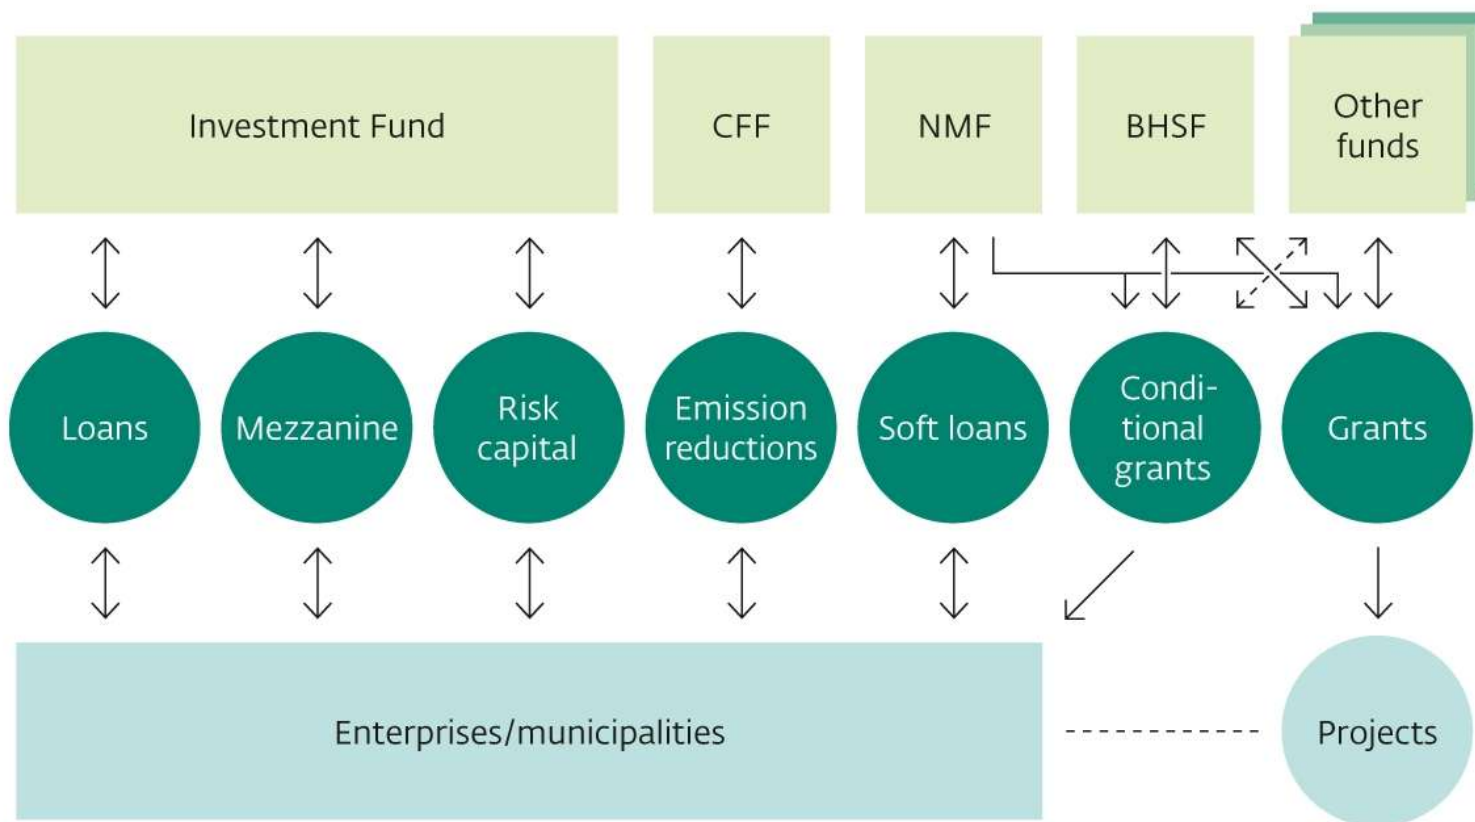 Investment Fund
CFF
NMF
BHSF
Other
funds
Loans
Mezzanine
Risk
capital
Emission
reductions
Soft loans
Condi-
tional
grants
Grants
Enterprises/municipalities
Projects